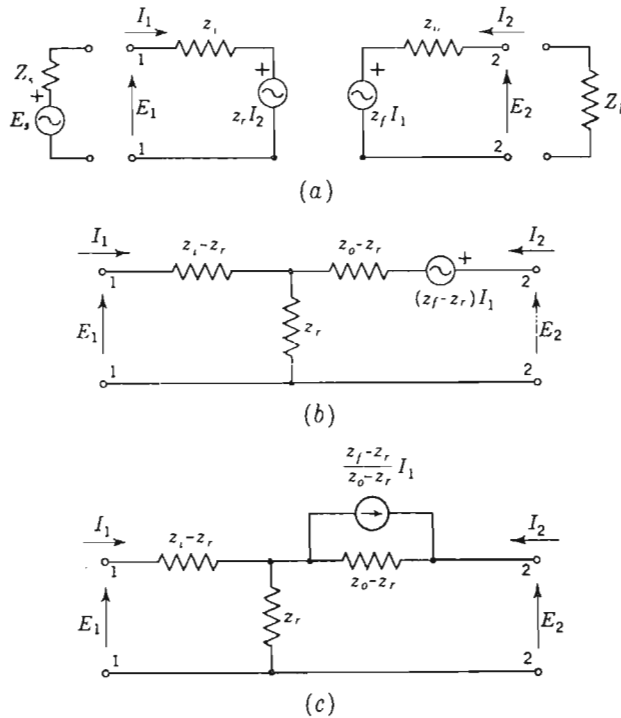 I₁ z_i I₂
Z_s + E_s 1 E₁ + z_r I₂ 1
+ z_f I₁ z_o 2 E₂ 2 Z_l
(a)
I₁ z_i−z_r z_o−z_r + I₂
1 (z_f−z_r)I₁ 2
E₁ z_r E₂
1 2
(b)
z_f−z_r / z_o−z_r I₁
I₁ z_i−z_r I₂
1 z_o−z_r 2
E₁ z_r E₂
1 2
(c)